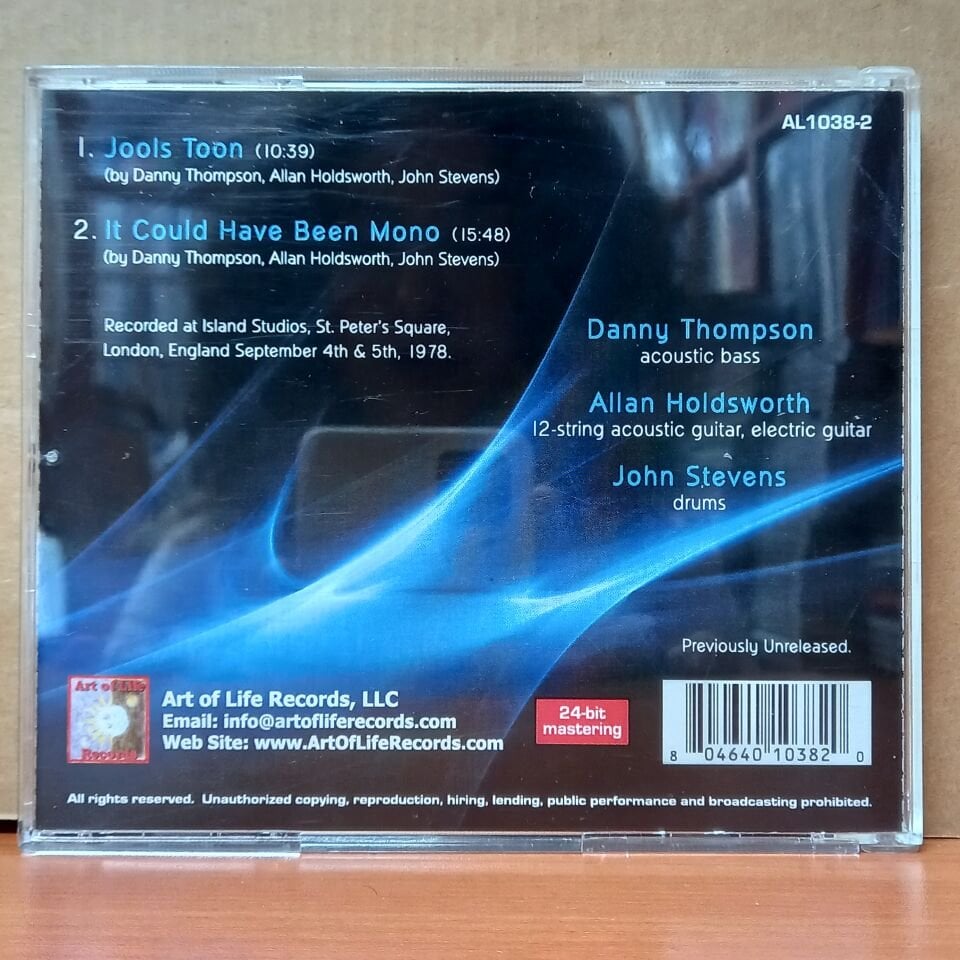 AL1038-2
1. Jools Toon (10:39)
(by Danny Thompson, Allan Holdsworth, John Stevens)
2. It Could Have Been Mono (15:48)
(by Danny Thompson, Allan Holdsworth, John Stevens)
Recorded at Island Studios, St. Peter's Square,
London, England September 4th & 5th, 1978.
Danny Thompson
acoustic bass
Allan Holdsworth
12-string acoustic guitar, electric guitar
John Stevens
drums
Previously Unreleased.
Art of Life
Records
Art of Life Records, LLC
Email: info@artofliferecords.com
Web Site: www.ArtOfLifeRecords.com
24-bit
mastering
8 04640 10382 0
All rights reserved. Unauthorized copying, reproduction, hiring, lending, public performance and broadcasting prohibited.